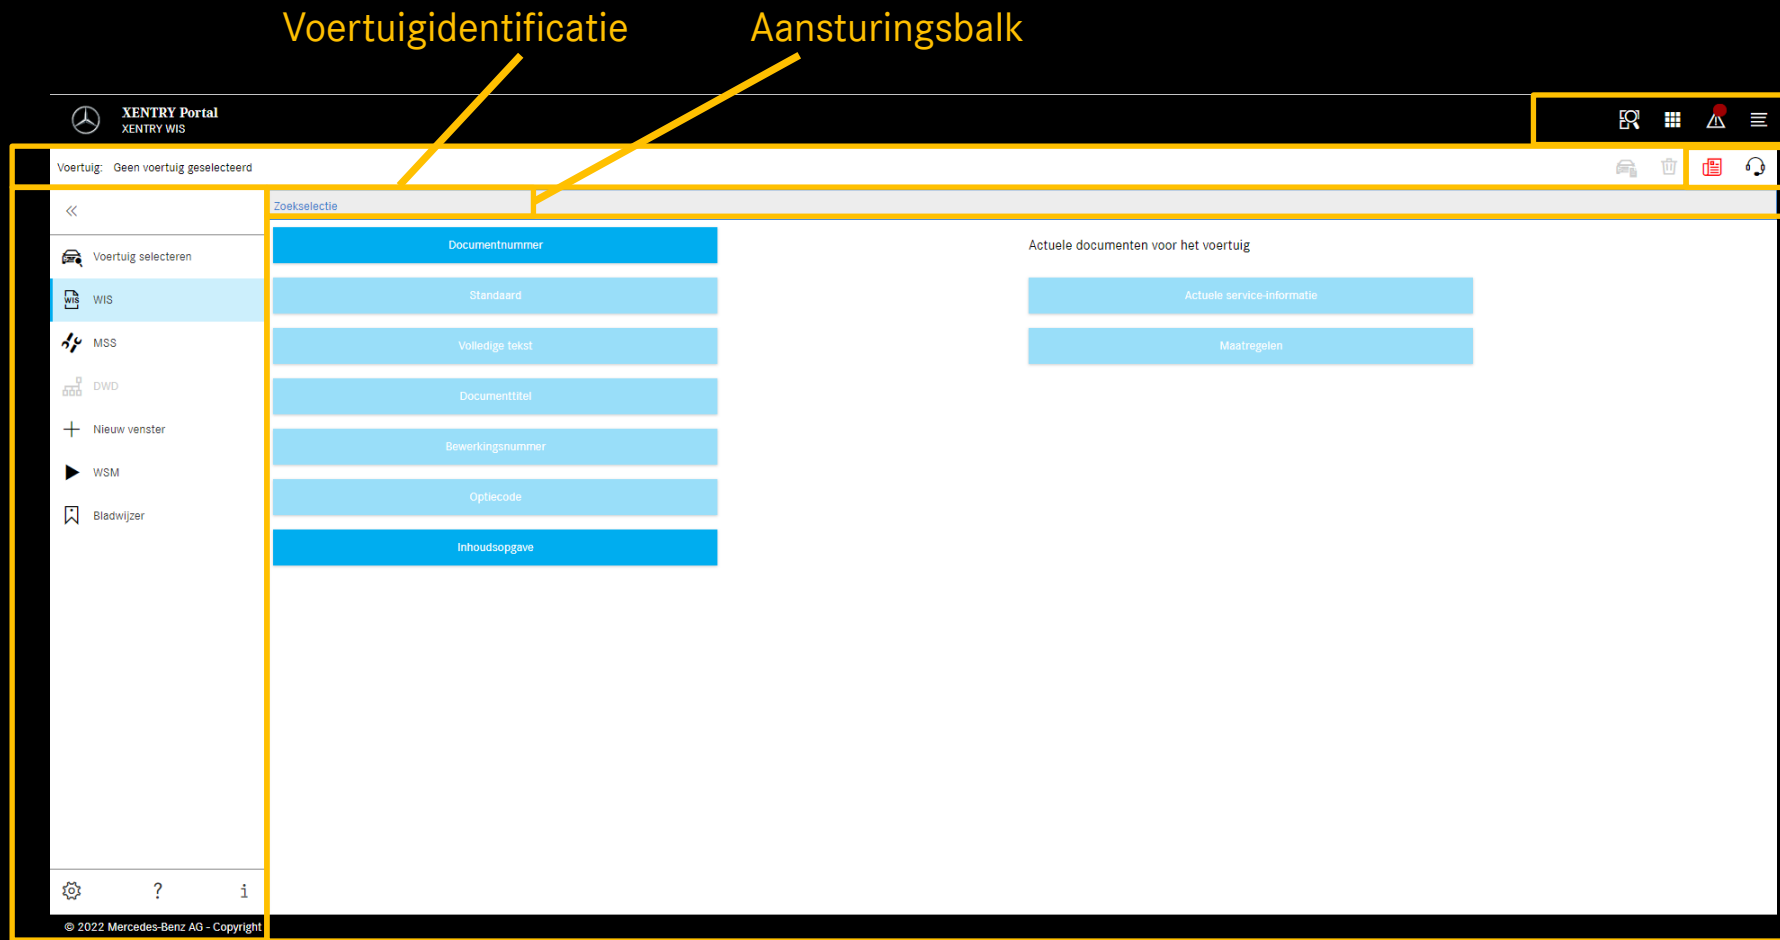 Voertuigidentificatie
Aansturingsbalk
XENTRY Portal
XENTRY WIS
Voertuig: Geen voertuig geselecteerd
Zoekselectie
Voertuig selecteren
WIS
WIS
MSS
DWD
Nieuw venster
WSM
Bladwijzer
Documentnummer
Standaard
Volledige tekst
Documenttitel
Bewerkingsnummer
Optiecode
Inhoudsopgave
Actuele documenten voor het voertuig
Actuele service-informatie
Maatregelen
? i
© 2022 Mercedes-Benz AG - Copyright